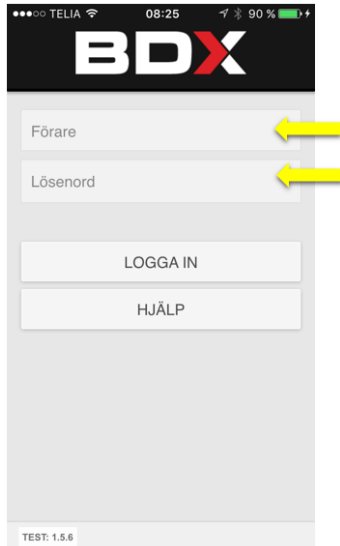 TELIA 08:25 90 %
BDX
Förare
Lösenord
LOGGA IN
HJÄLP
TEST: 1.5.6